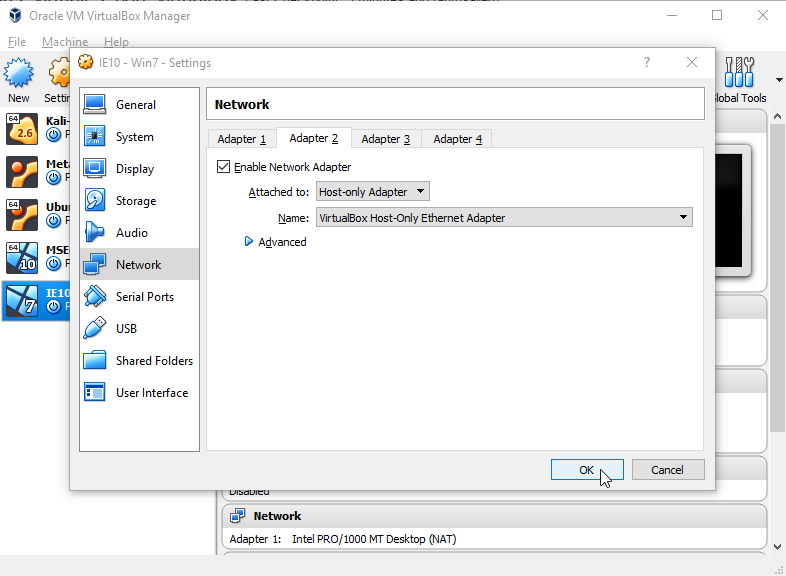 Oracle VM VirtualBox Manager
File Machine Help
IE10 - Win7 - Settings
?
New
Global Tools
64
Kali-
2.6
Meta
64
Ubu
64
MSE
10
IE10
7
General
System
Display
Storage
Audio
Network
Serial Ports
USB
Shared Folders
User Interface
Network
Adapter 1 Adapter 2 Adapter 3 Adapter 4
Enable Network Adapter
Attached to: Host-only Adapter
Name: VirtualBox Host-Only Ethernet Adapter
Advanced
OK Cancel
Disabled
Network
Adapter 1: Intel PRO/1000 MT Desktop (NAT)